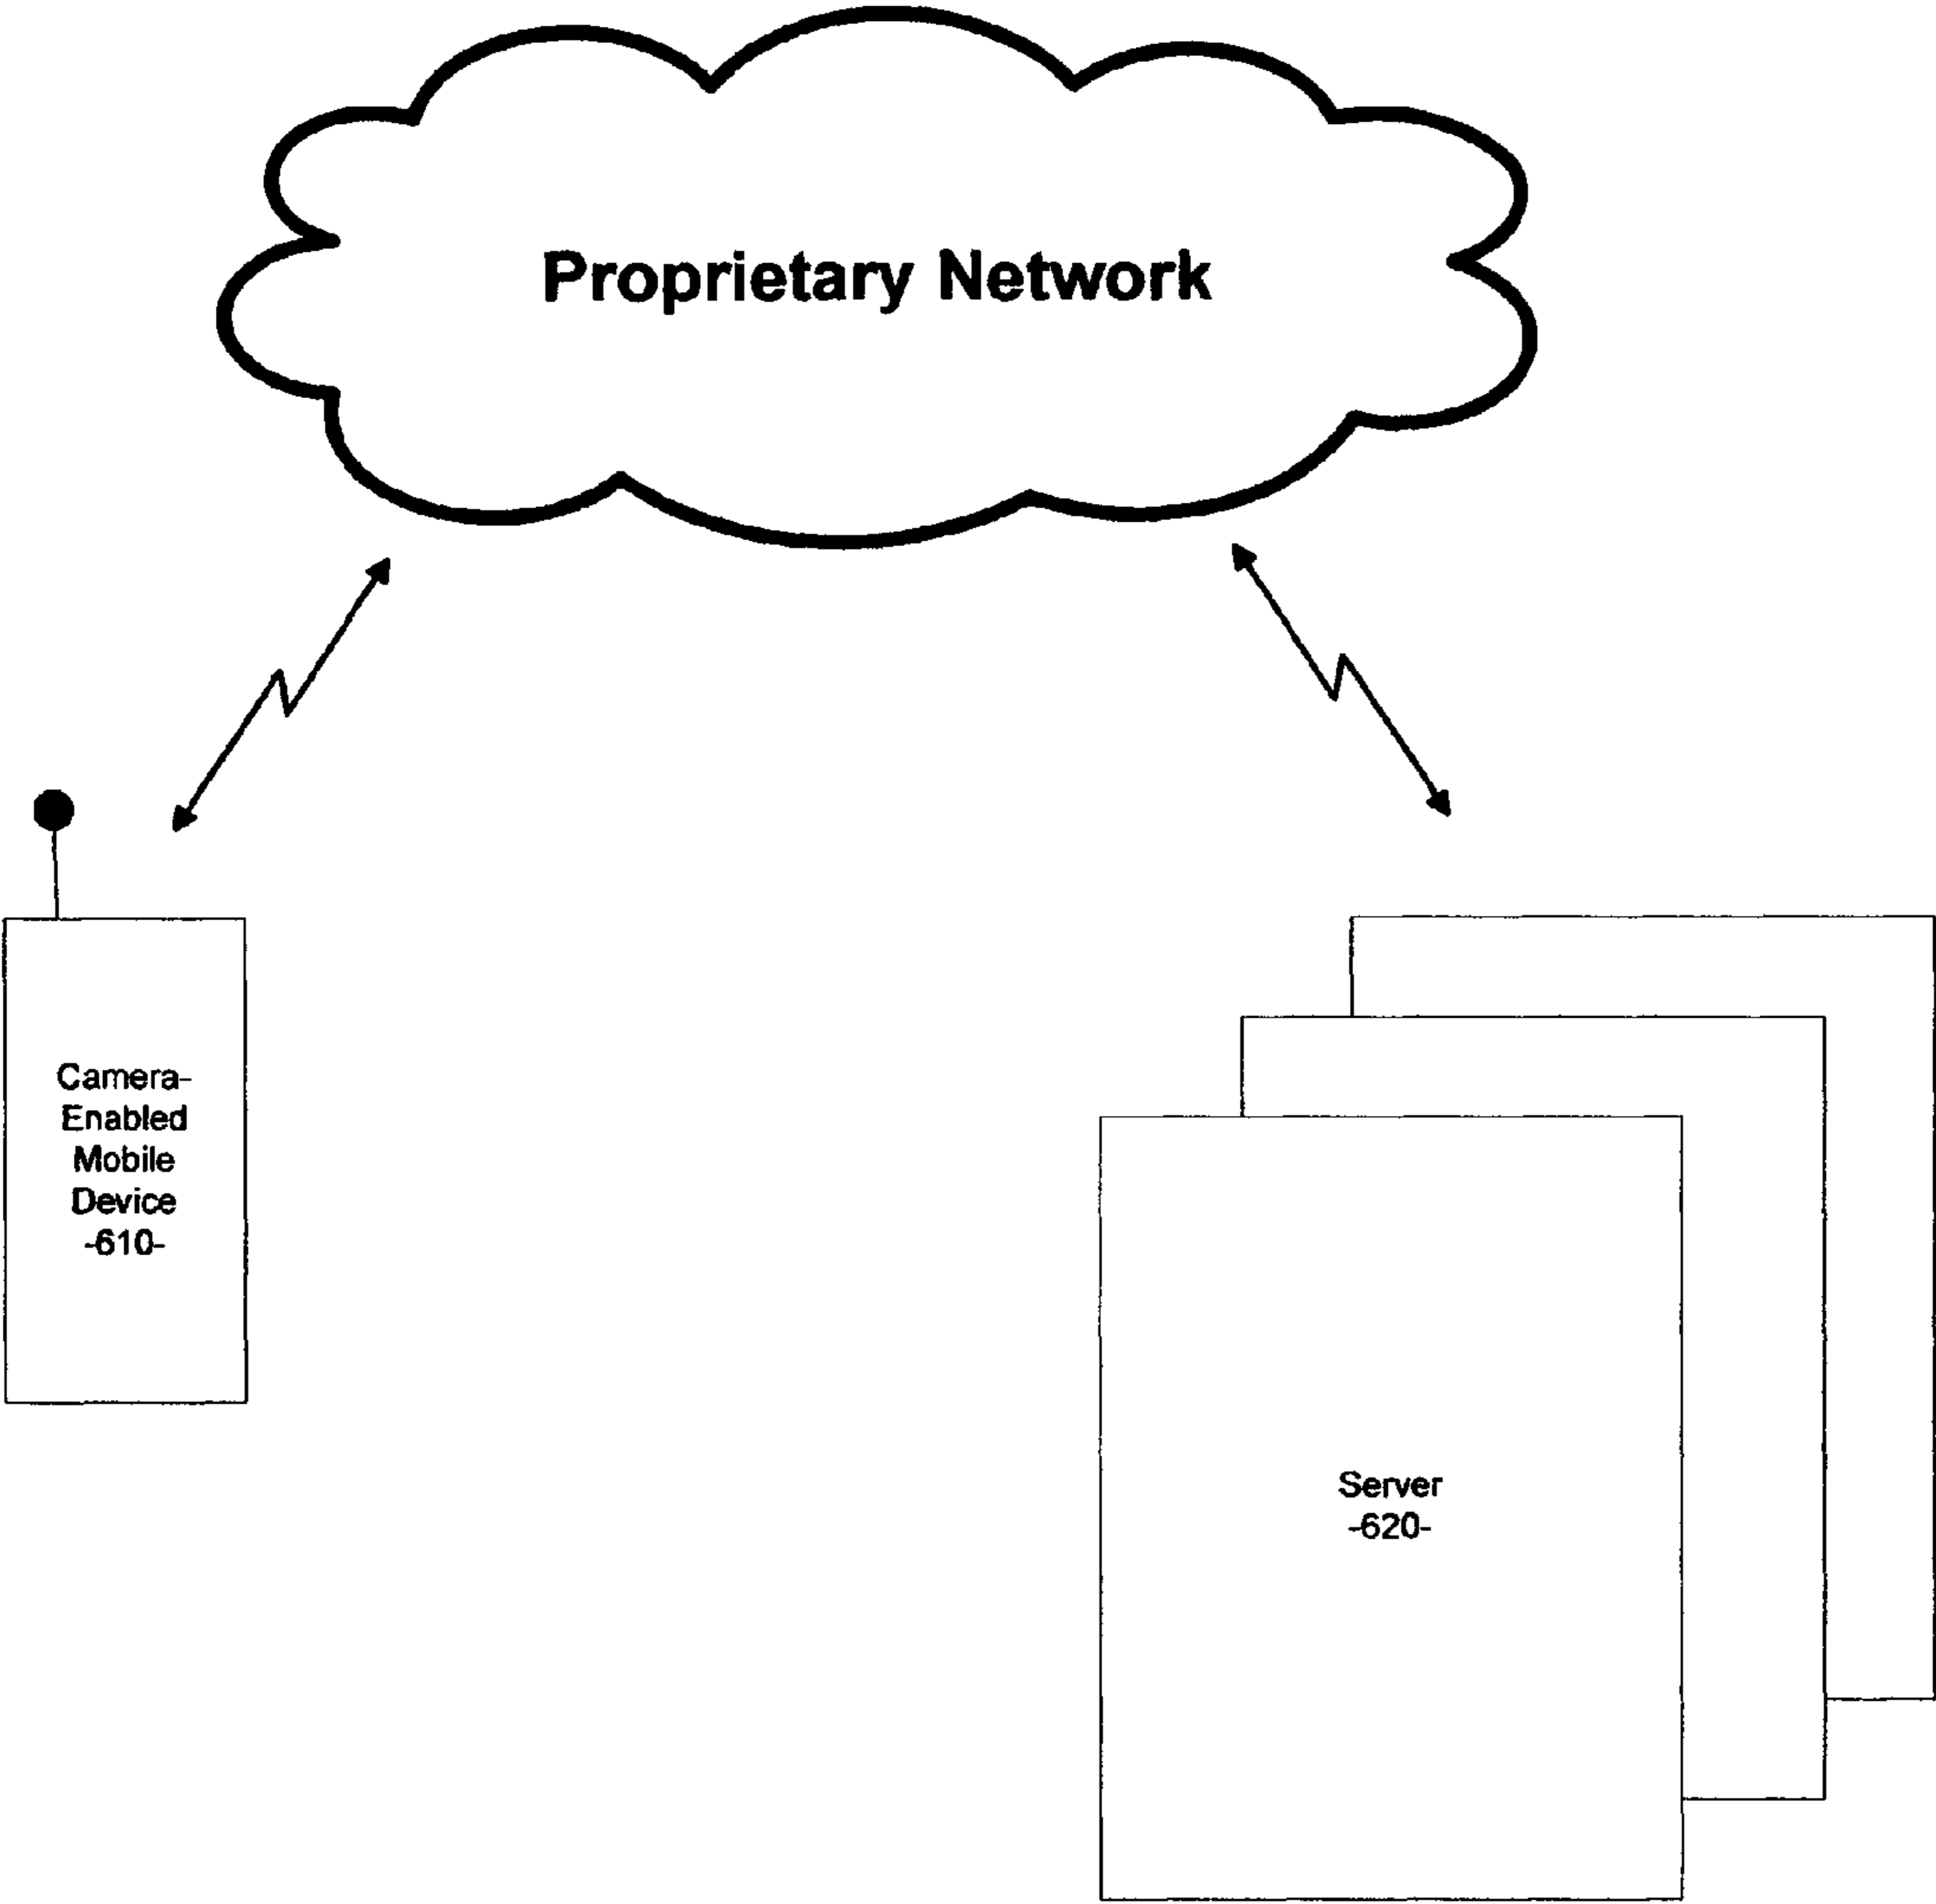 Proprietary Network
Camera-
Enabled
Mobile
Device
-610-
Server
-620-